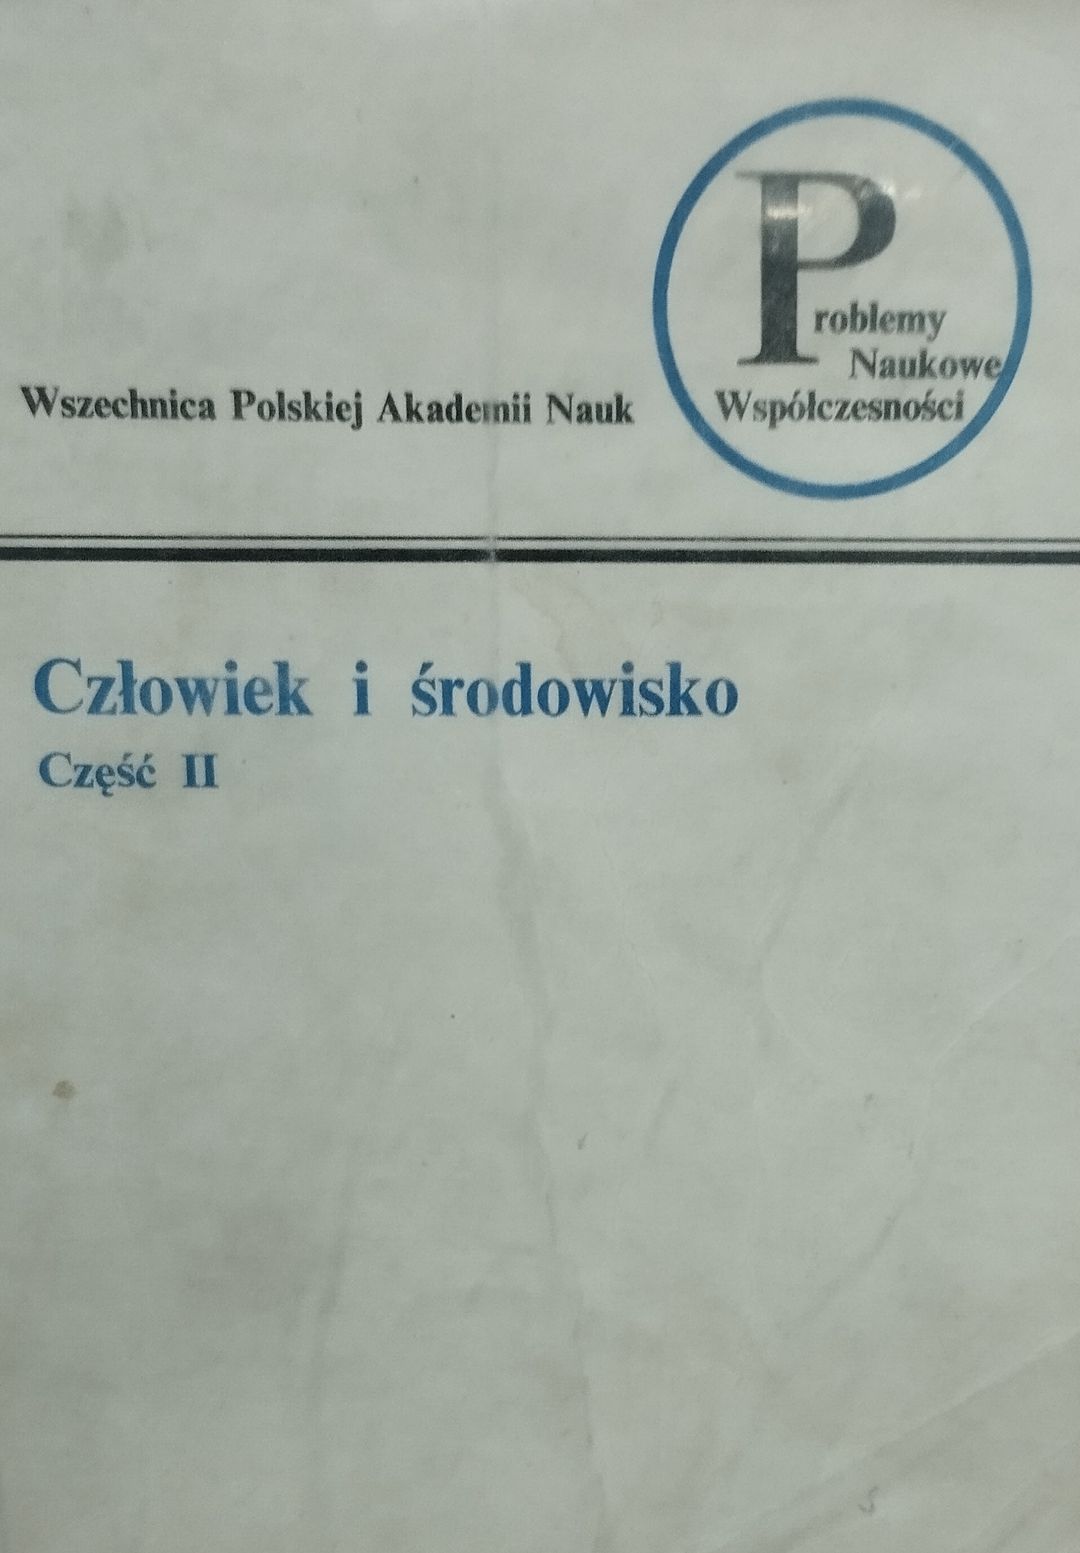 Problemy
Naukowe
Współczesności
Wszechnica Polskiej Akademii Nauk
Człowiek i środowisko
Część II